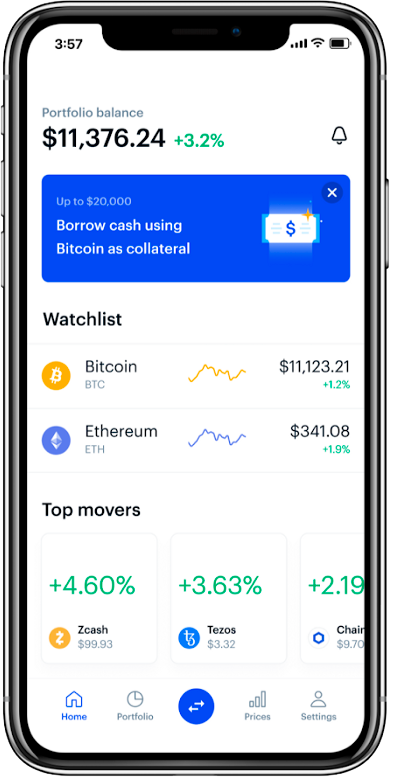 3:57
Portfolio balance
$11,376.24 +3.2%
Up to $20,000
Borrow cash using
Bitcoin as collateral
$
Watchlist
Bitcoin $11,123.21
BTC +1.2%
Ethereum $341.08
ETH +1.9%
Top movers
+4.60% +3.63% +2.19
Zcash Tezos Chain
$99.93 $3.32 $9.70
Home Portfolio Prices Settings